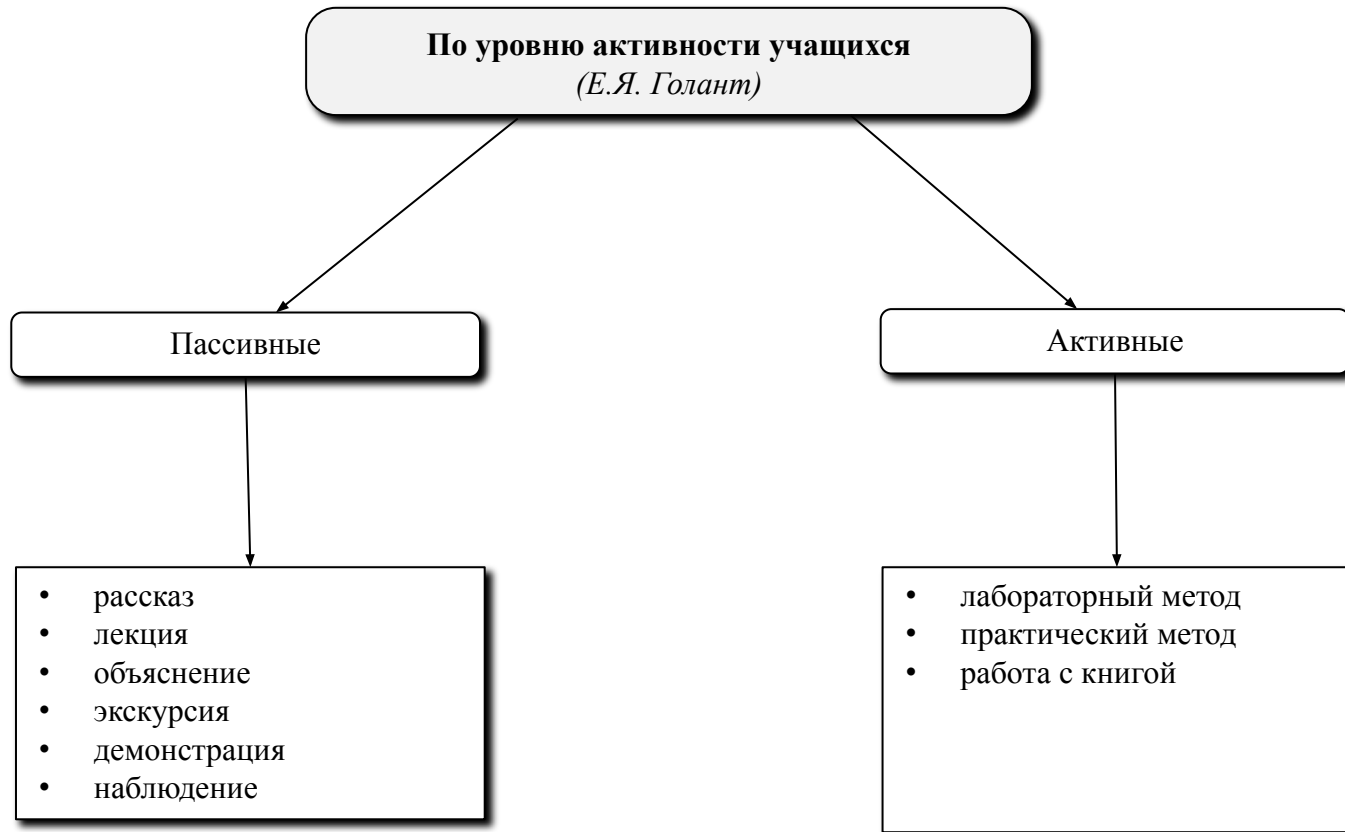 По уровню активности учащихся
(Е.Я. Голант)
Пассивные
Активные
• рассказ
• лекция
• объяснение
• экскурсия
• демонстрация
• наблюдение
• лабораторный метод
• практический метод
• работа с книгой